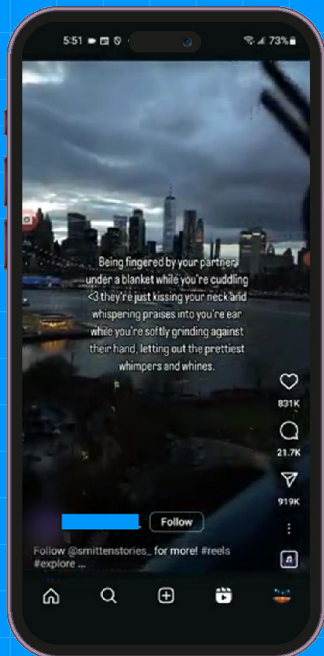 5:51
73%
Being fingered by your partner
under a blanket while you're cuddling
<3 they're just kissing your neck and
whispering praises into you're ear
while you're softly grinding against
their hand, letting out the prettiest
whimpers and whines.
831K
21.7K
919K
Follow
Follow @smittenstories_ for more! #reels
#explore ...